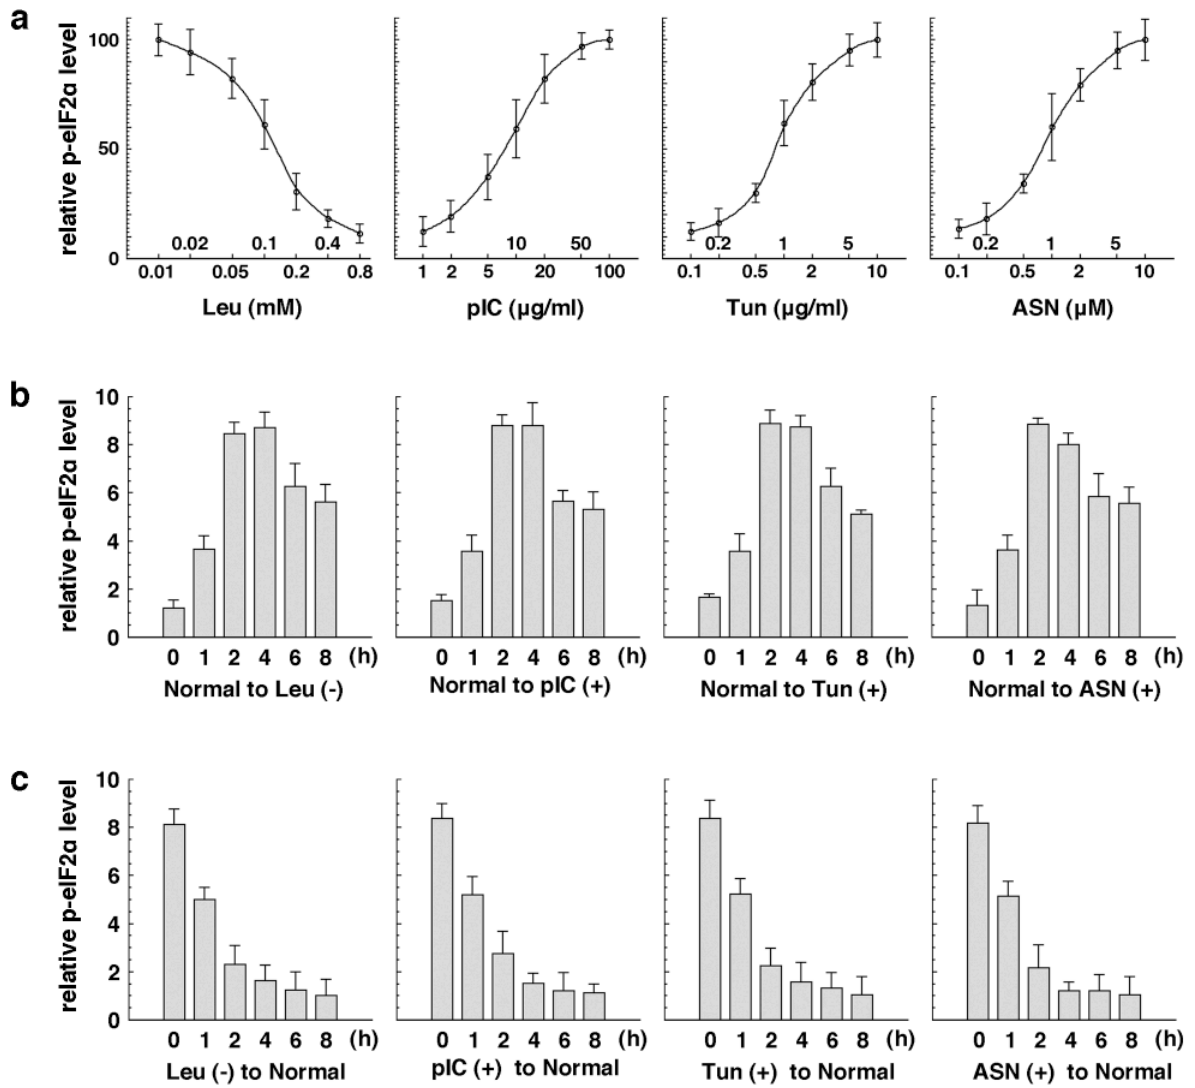 a
relative p-eIF2α level
100
50
0
0.02 0.1 0.4
0.01 0.05 0.2 0.8
Leu (mM)
10 50
1 2 5 20 100
pIC (μg/ml)
0.2 1 5
0.1 0.5 2 10
Tun (μg/ml)
0.2 1 5
0.1 0.5 2 10
ASN (μM)
b
relative p-eIF2α level
10
8
6
4
2
0
0 1 2 4 6 8 (h)
Normal to Leu (-)
0 1 2 4 6 8 (h)
Normal to pIC (+)
0 1 2 4 6 8 (h)
Normal to Tun (+)
0 1 2 4 6 8 (h)
Normal to ASN (+)
c
relative p-eIF2α level
10
8
6
4
2
0
0 1 2 4 6 8 (h)
Leu (-) to Normal
0 1 2 4 6 8 (h)
pIC (+) to Normal
0 1 2 4 6 8 (h)
Tun (+) to Normal
0 1 2 4 6 8 (h)
ASN (+) to Normal